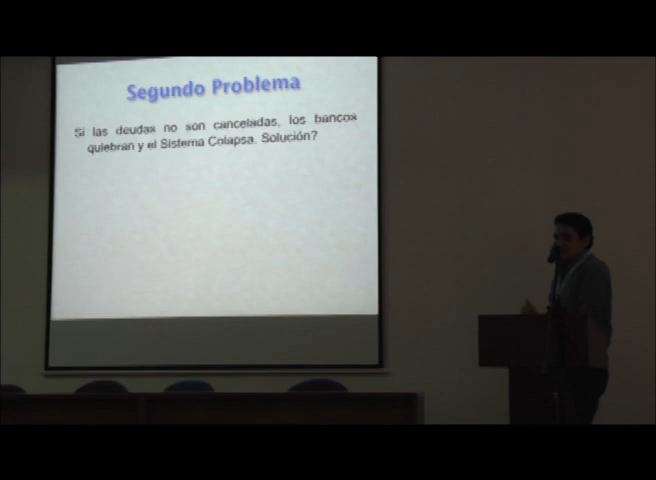 Segundo Problema
Si las deudas no son canceladas, los bancos
quiebran y el Sistema Colapsa. Solución?